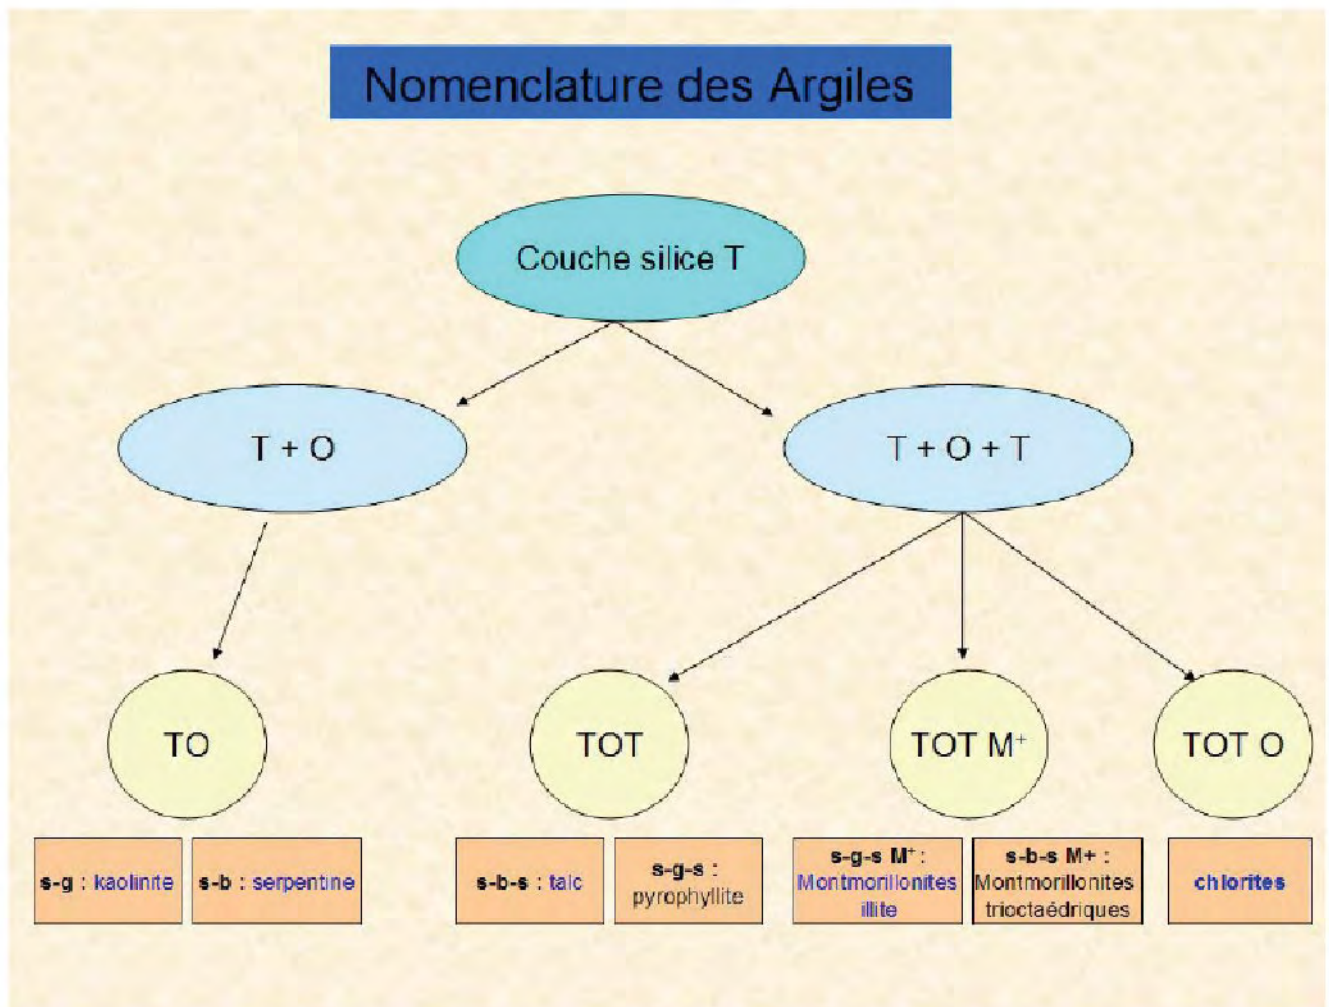 Nomenclature des Argiles
Couche silice T
T + O
T + O + T
TO
TOT
TOT M⁺
TOT O
s-g : kaolinite
s-b : serpentine
s-b-s : talc
s-g-s :
pyrophyllite
s-g-s M⁺ :
Montmorillonites
illite
s-b-s M+ :
Montmorillonites
trioctaédriques
chlorites